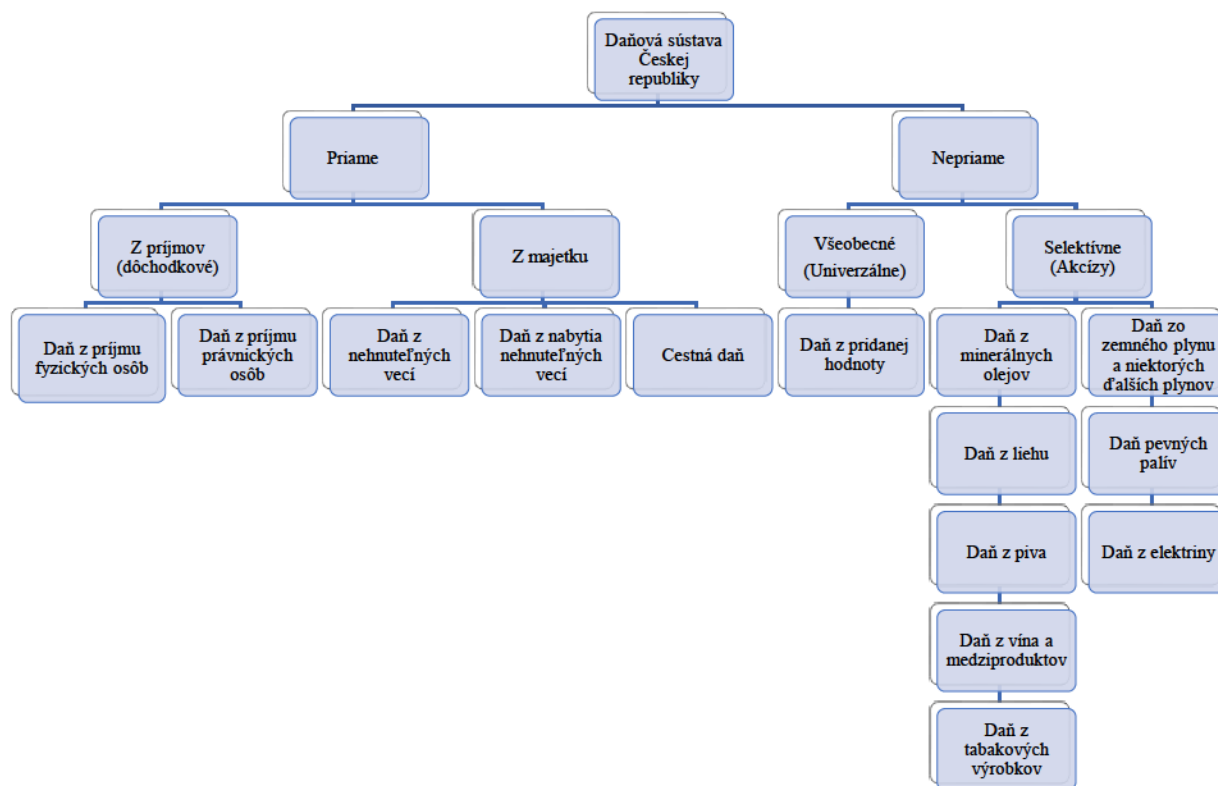 Daňová sústava
Českej
republiky
Priame
Nepriame
Z príjmov
(dôchodkové)
Z majetku
Všeobecné
(Univerzálne)
Selektívne
(Akcízy)
Daň z príjmu
fyzických osôb
Daň z príjmu
právnických
osôb
Daň z
nehnuteľných
vecí
Daň z nabytia
nehnuteľných
vecí
Cestná daň
Daň z pridanej
hodnoty
Daň z
minerálnych
olejov
Daň zo
zemného plynu
a niektorých
ďalších plynov
Daň z liehu
Daň pevných
palív
Daň z piva
Daň z elektriny
Daň z vína a
medziproduktov
Daň z
tabakových
výrobkov